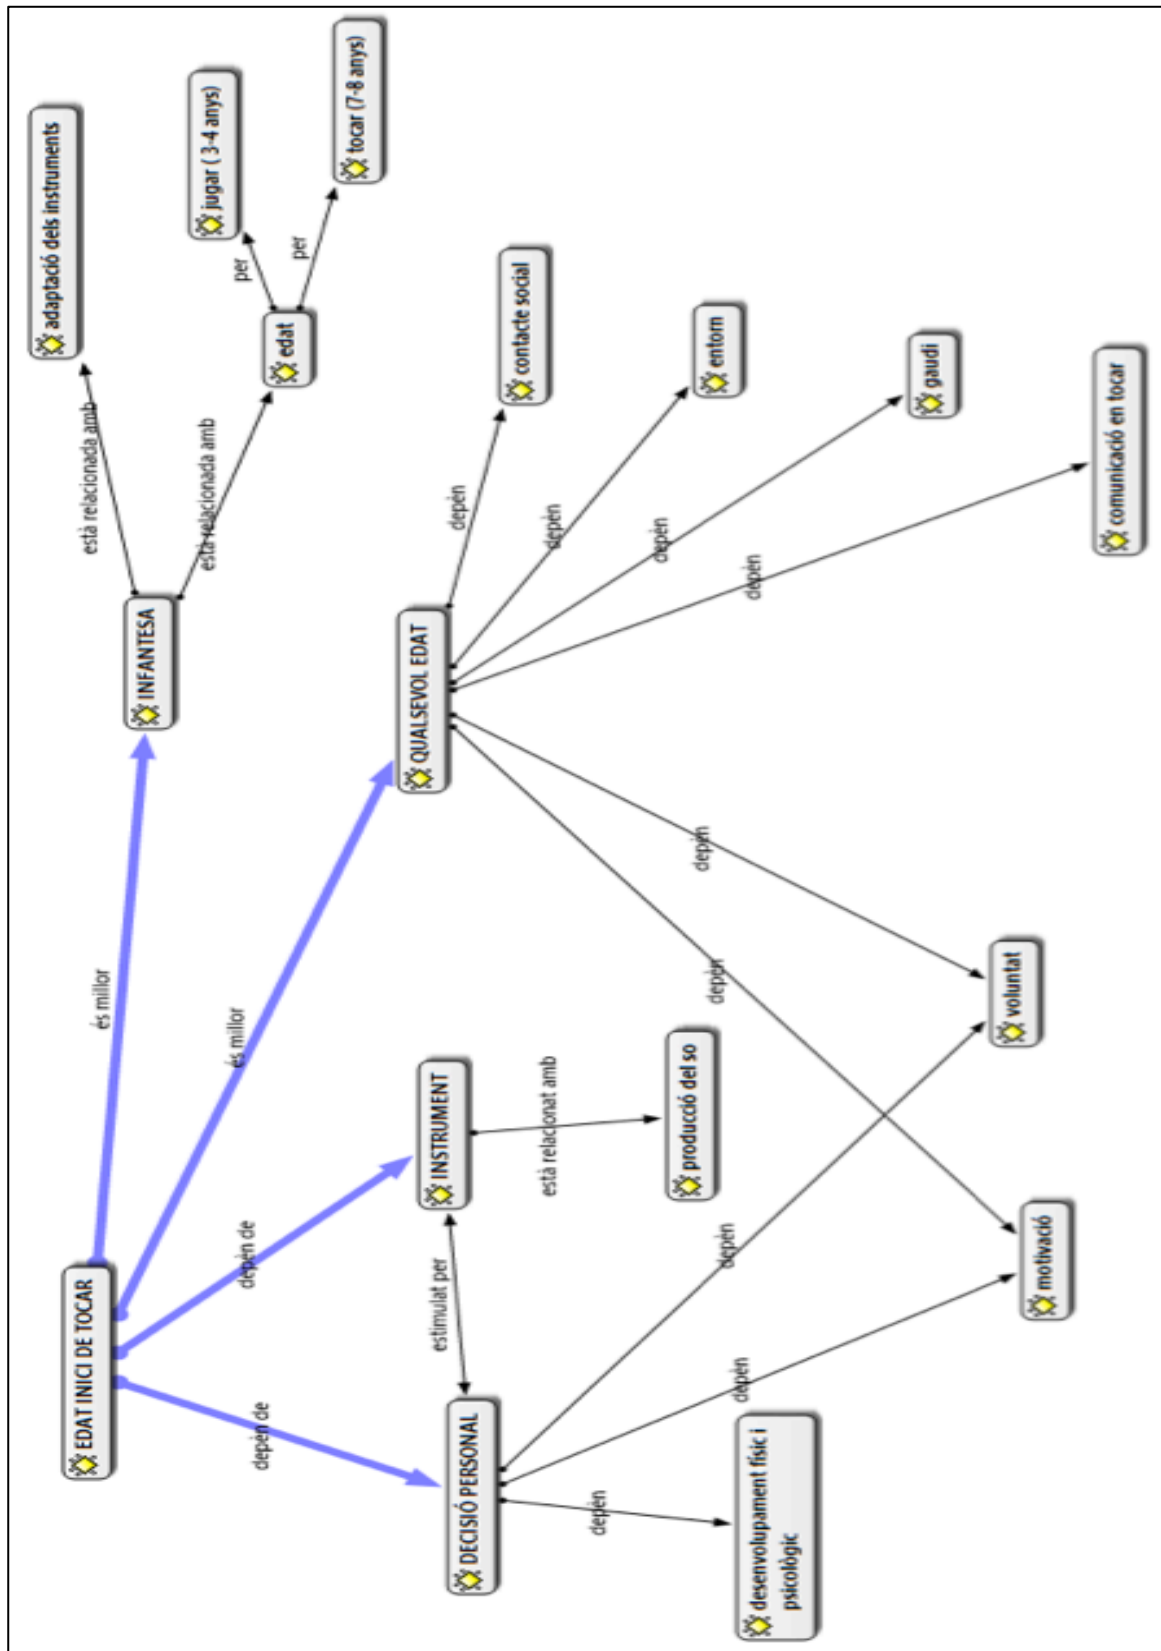 EDAT INICI DE TOCAR
és millor
INFANTESA
està relacionada amb
adaptació dels instruments
està relacionada amb
edat
per
jugar ( 3-4 anys)
per
tocar (7-8 anys)
és millor
QUALSEVOL EDAT
depèn
contacte social
depèn
entorn
depèn
gaudi
depèn
comunicació en tocar
depèn
voluntat
depèn
motivació
depèn de
INSTRUMENT
està relacionat amb
producció del so
estimulat per
depèn de
DECISIÓ PERSONAL
depèn
depèn
depèn
desenvolupament físic i
psicològic